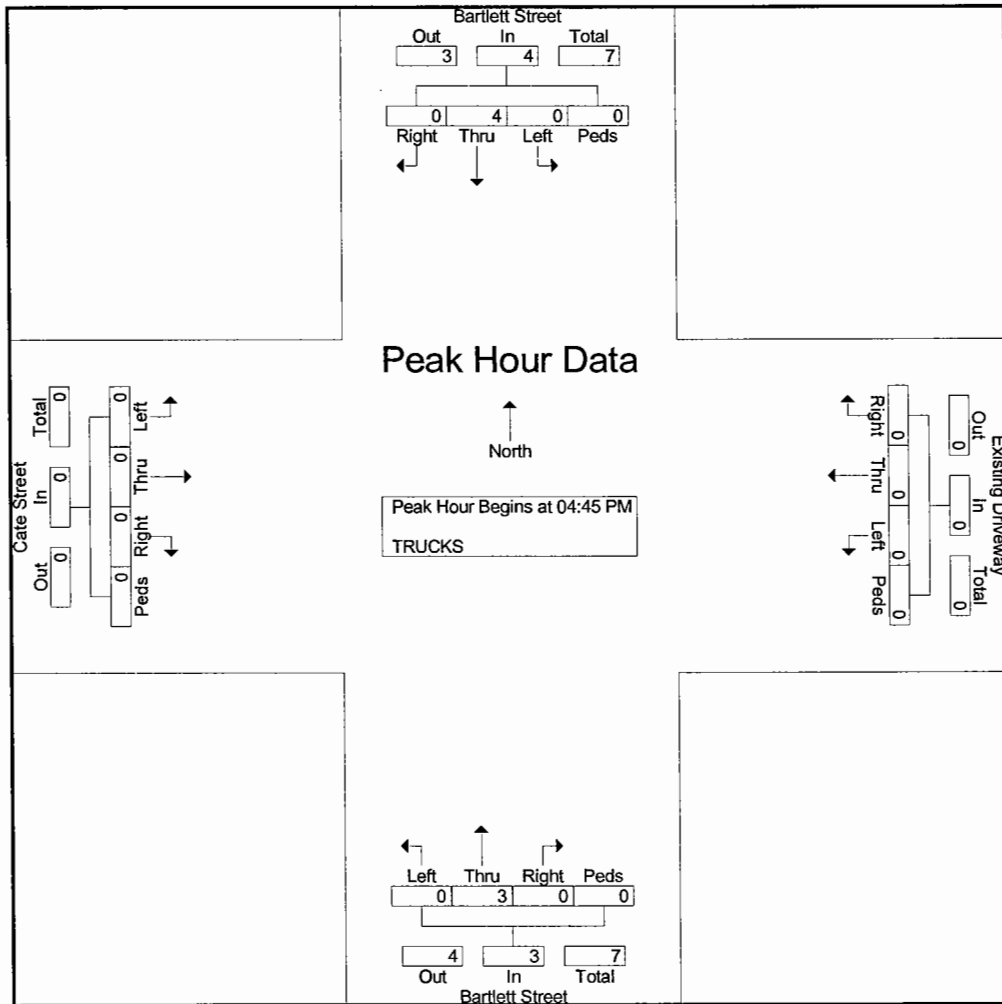 Bartlett Street
Out In Total
3 4 7
0 4 0 0
Right Thru Left Peds
Peak Hour Data
North
Peak Hour Begins at 04:45 PM
TRUCKS
Cate Street
Total In Out
0 0 0
0 0 0 0
Left Thru Right Peds
Existing Driveway
Out In Total
0 0 0
0 0 0 0
Right Thru Left Peds
Left Thru Right Peds
0 3 0 0
4 3 7
Out In Total
Bartlett Street